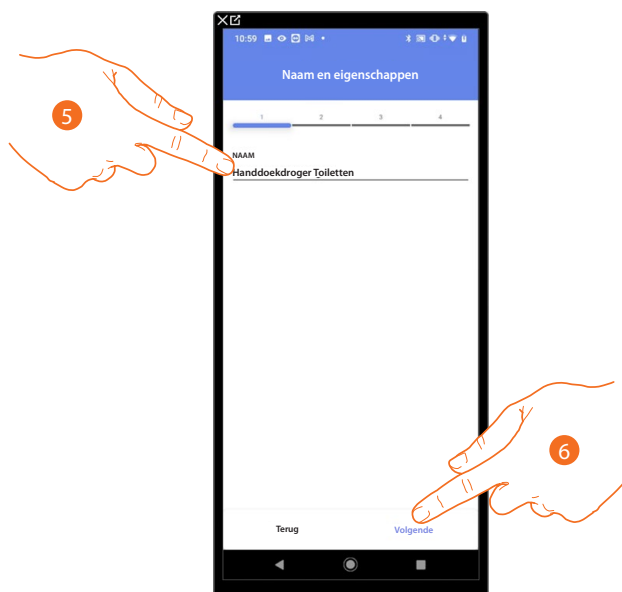 10:59
Naam en eigenschappen
1 2 3 4
NAAM
Handdoekdroger Toiletten
5
6
Terug Volgende